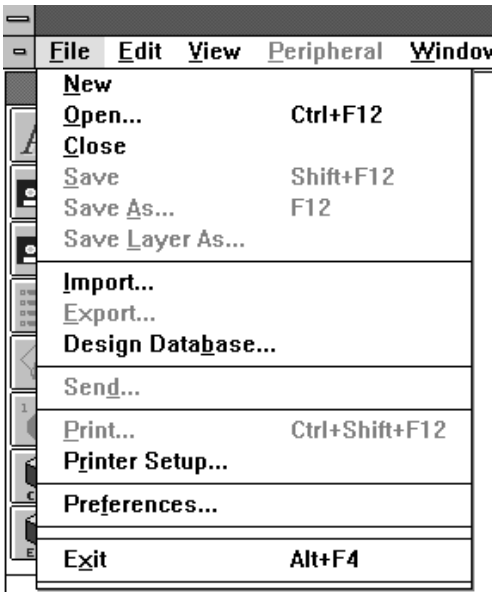 File Edit View Peripheral Window
New
Open... Ctrl+F12
Close
Save Shift+F12
Save As... F12
Save Layer As...
Import...
Export...
Design Database...
Send...
Print... Ctrl+Shift+F12
Printer Setup...
Preferences...
Exit Alt+F4
A
1
C
E